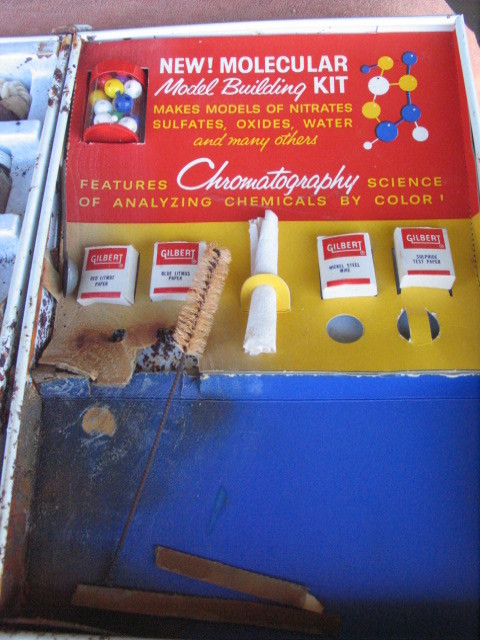 NEW! MOLECULAR
Model Building KIT
MAKES MODELS OF NITRATES
SULFATES, OXIDES, WATER
and many others
FEATURES Chromatography SCIENCE
OF ANALYZING CHEMICALS BY COLOR!
GILBERT
RED LITMUS
PAPER
GILBERT
BLUE LITMUS
PAPER
GILBERT
NICKEL STEEL
WIRE
GILBERT
SULPHIDE
TEST PAPER